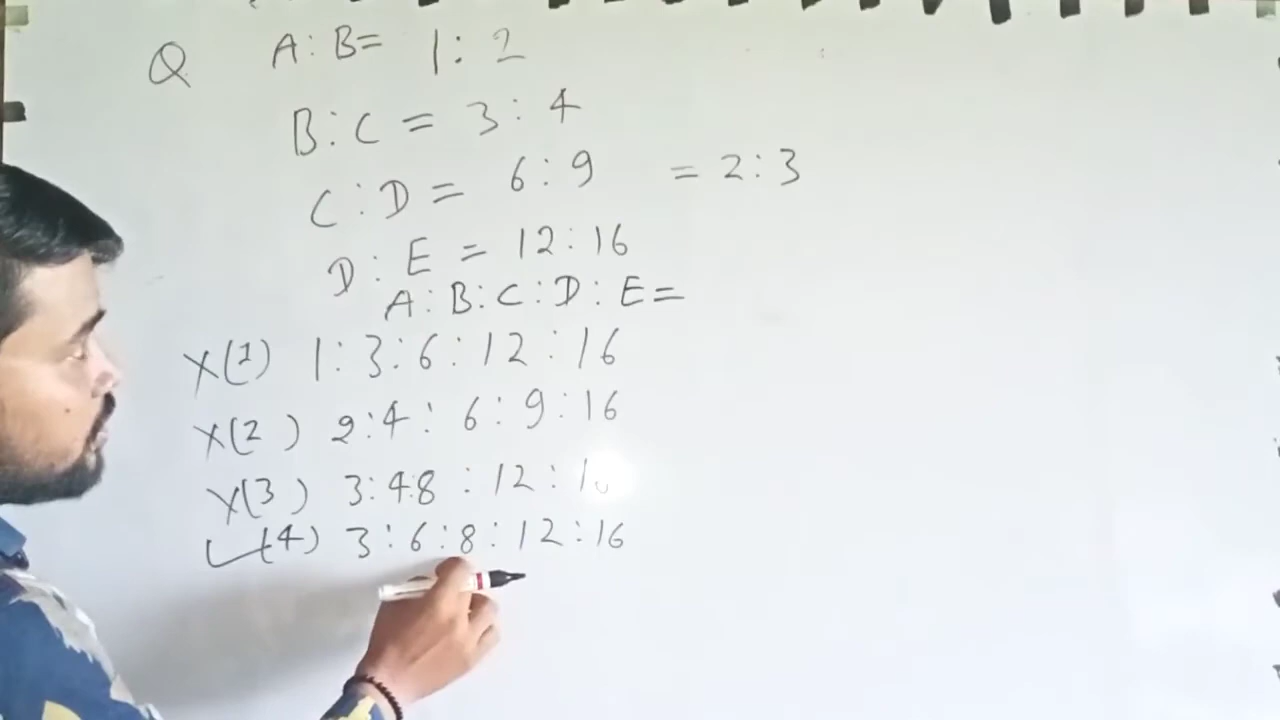 Q A:B= 1:2
B:C = 3:4
C:D = 6:9 = 2:3
D:E = 12:16
A:B:C:D:E=
X(1) 1:3:6:12:16
X(2) 2:4:6:9:16
X(3) 3:4:8:12:
✓(4) 3:6:8:12:16